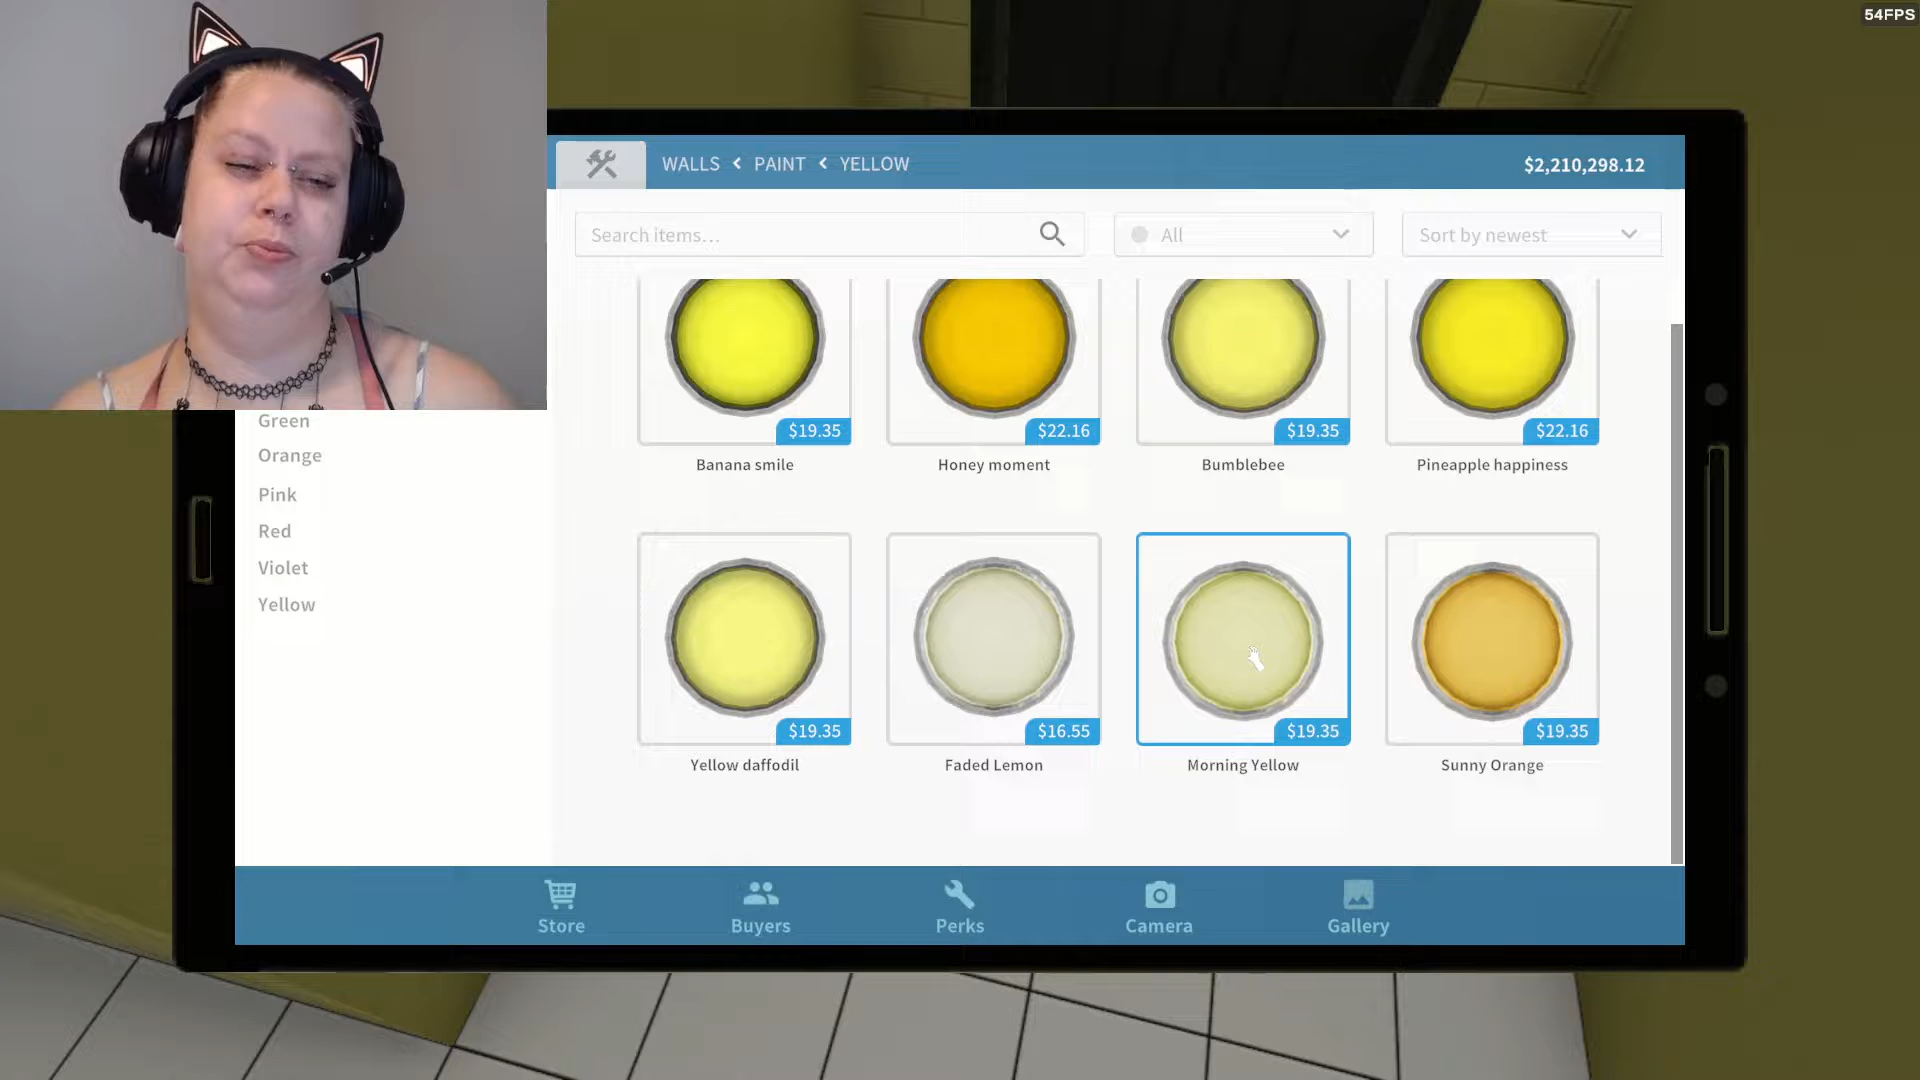 54FPS
WALLS < PAINT < YELLOW
$2,210,298.12
Search items...
All
Sort by newest
Green
Orange
Pink
Red
Violet
Yellow
$19.35
$22.16
$19.35
$22.16
Banana smile
Honey moment
Bumblebee
Pineapple happiness
$19.35
$16.55
$19.35
$19.35
Yellow daffodil
Faded Lemon
Morning Yellow
Sunny Orange
Store
Buyers
Perks
Camera
Gallery